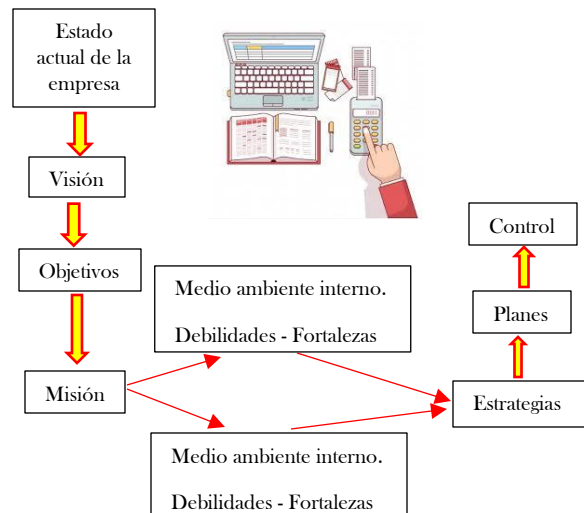 Estado
actual de la
empresa
Visión
Objetivos
Misión
Medio ambiente interno.
Debilidades - Fortalezas
Medio ambiente interno.
Debilidades - Fortalezas
Estrategias
Planes
Control